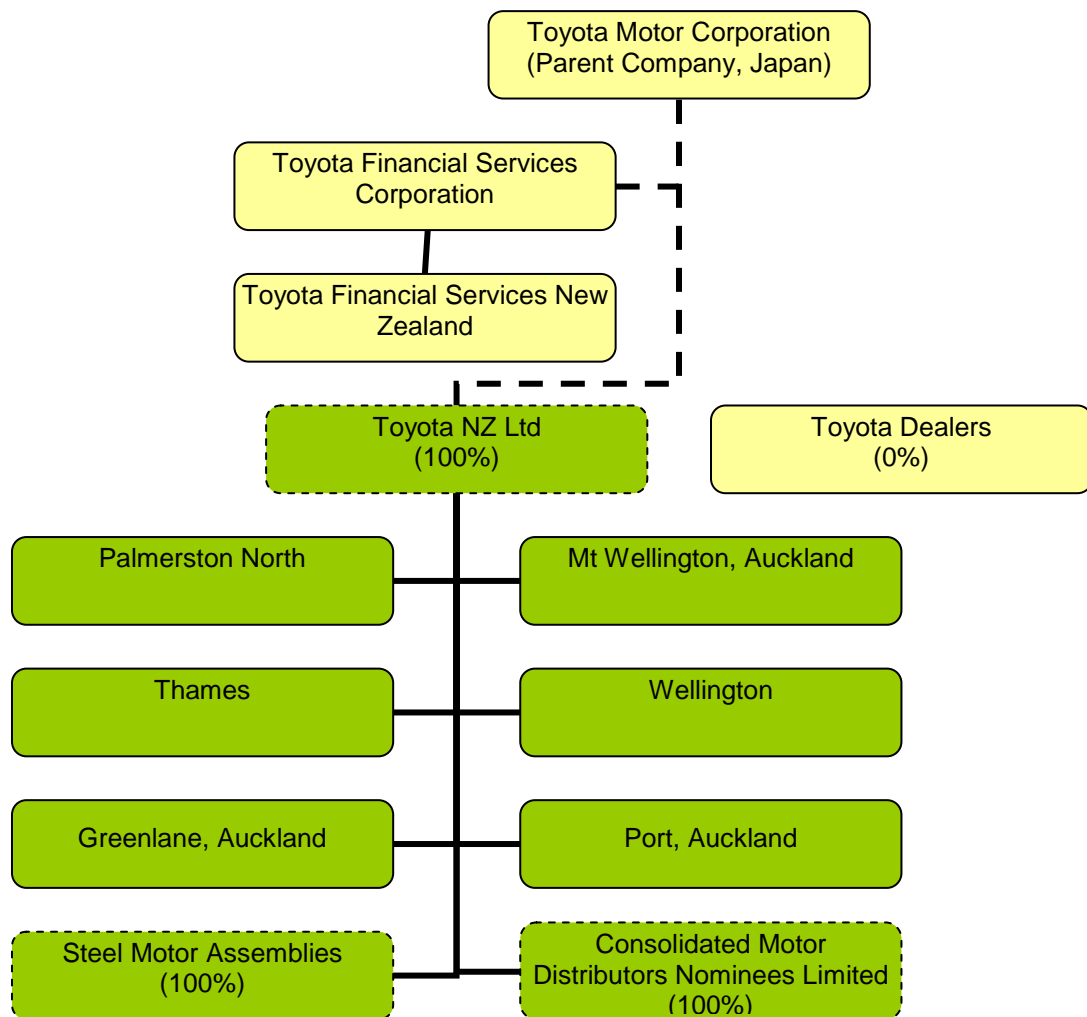 Toyota Motor Corporation
(Parent Company, Japan)
Toyota Financial Services
Corporation
Toyota Financial Services New
Zealand
Toyota NZ Ltd
(100%)
Toyota Dealers
(0%)
Palmerston North
Mt Wellington, Auckland
Thames
Wellington
Greenlane, Auckland
Port, Auckland
Steel Motor Assemblies
(100%)
Consolidated Motor
Distributors Nominees Limited
(100%)